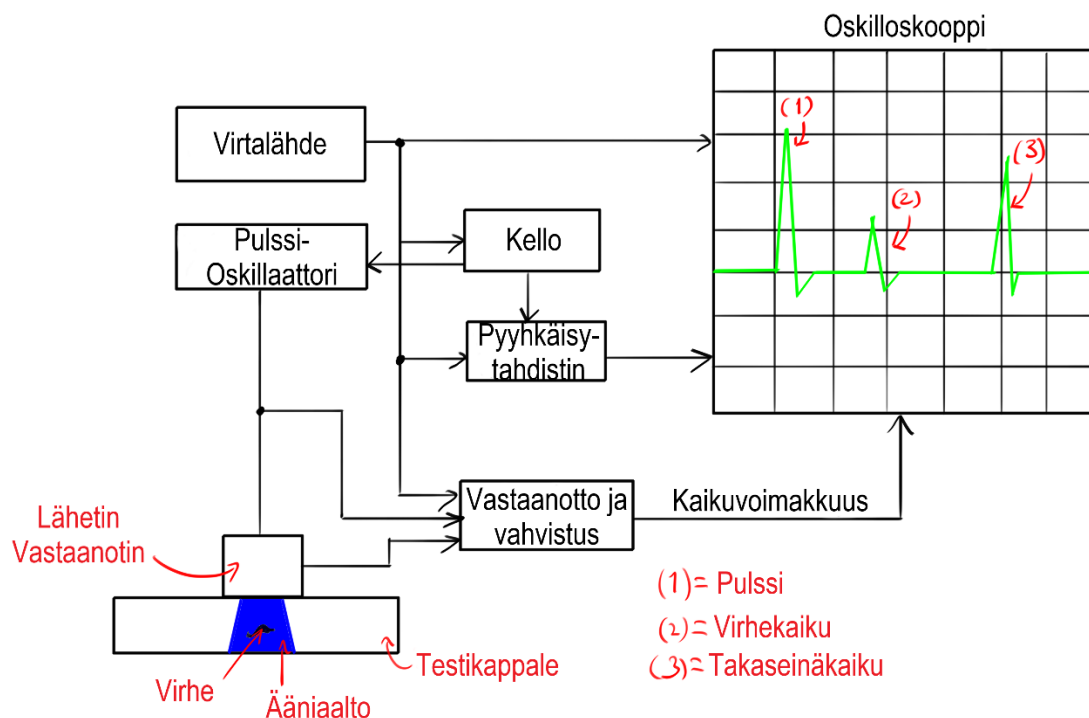 Oskilloskooppi
Virtalähde
(1)
(3)
(2)
Pulssi-
Oskillaattori
Kello
Pyyhkäisy-
tahdistin
Vastaanotto ja
vahvistus
Kaikuvoimakkuus
Lähetin
Vastaanotin
(1)= Pulssi
(2)= Virhekaiku
(3)= Takaseinäkaiku
Testikappale
Virhe
Ääniaalto